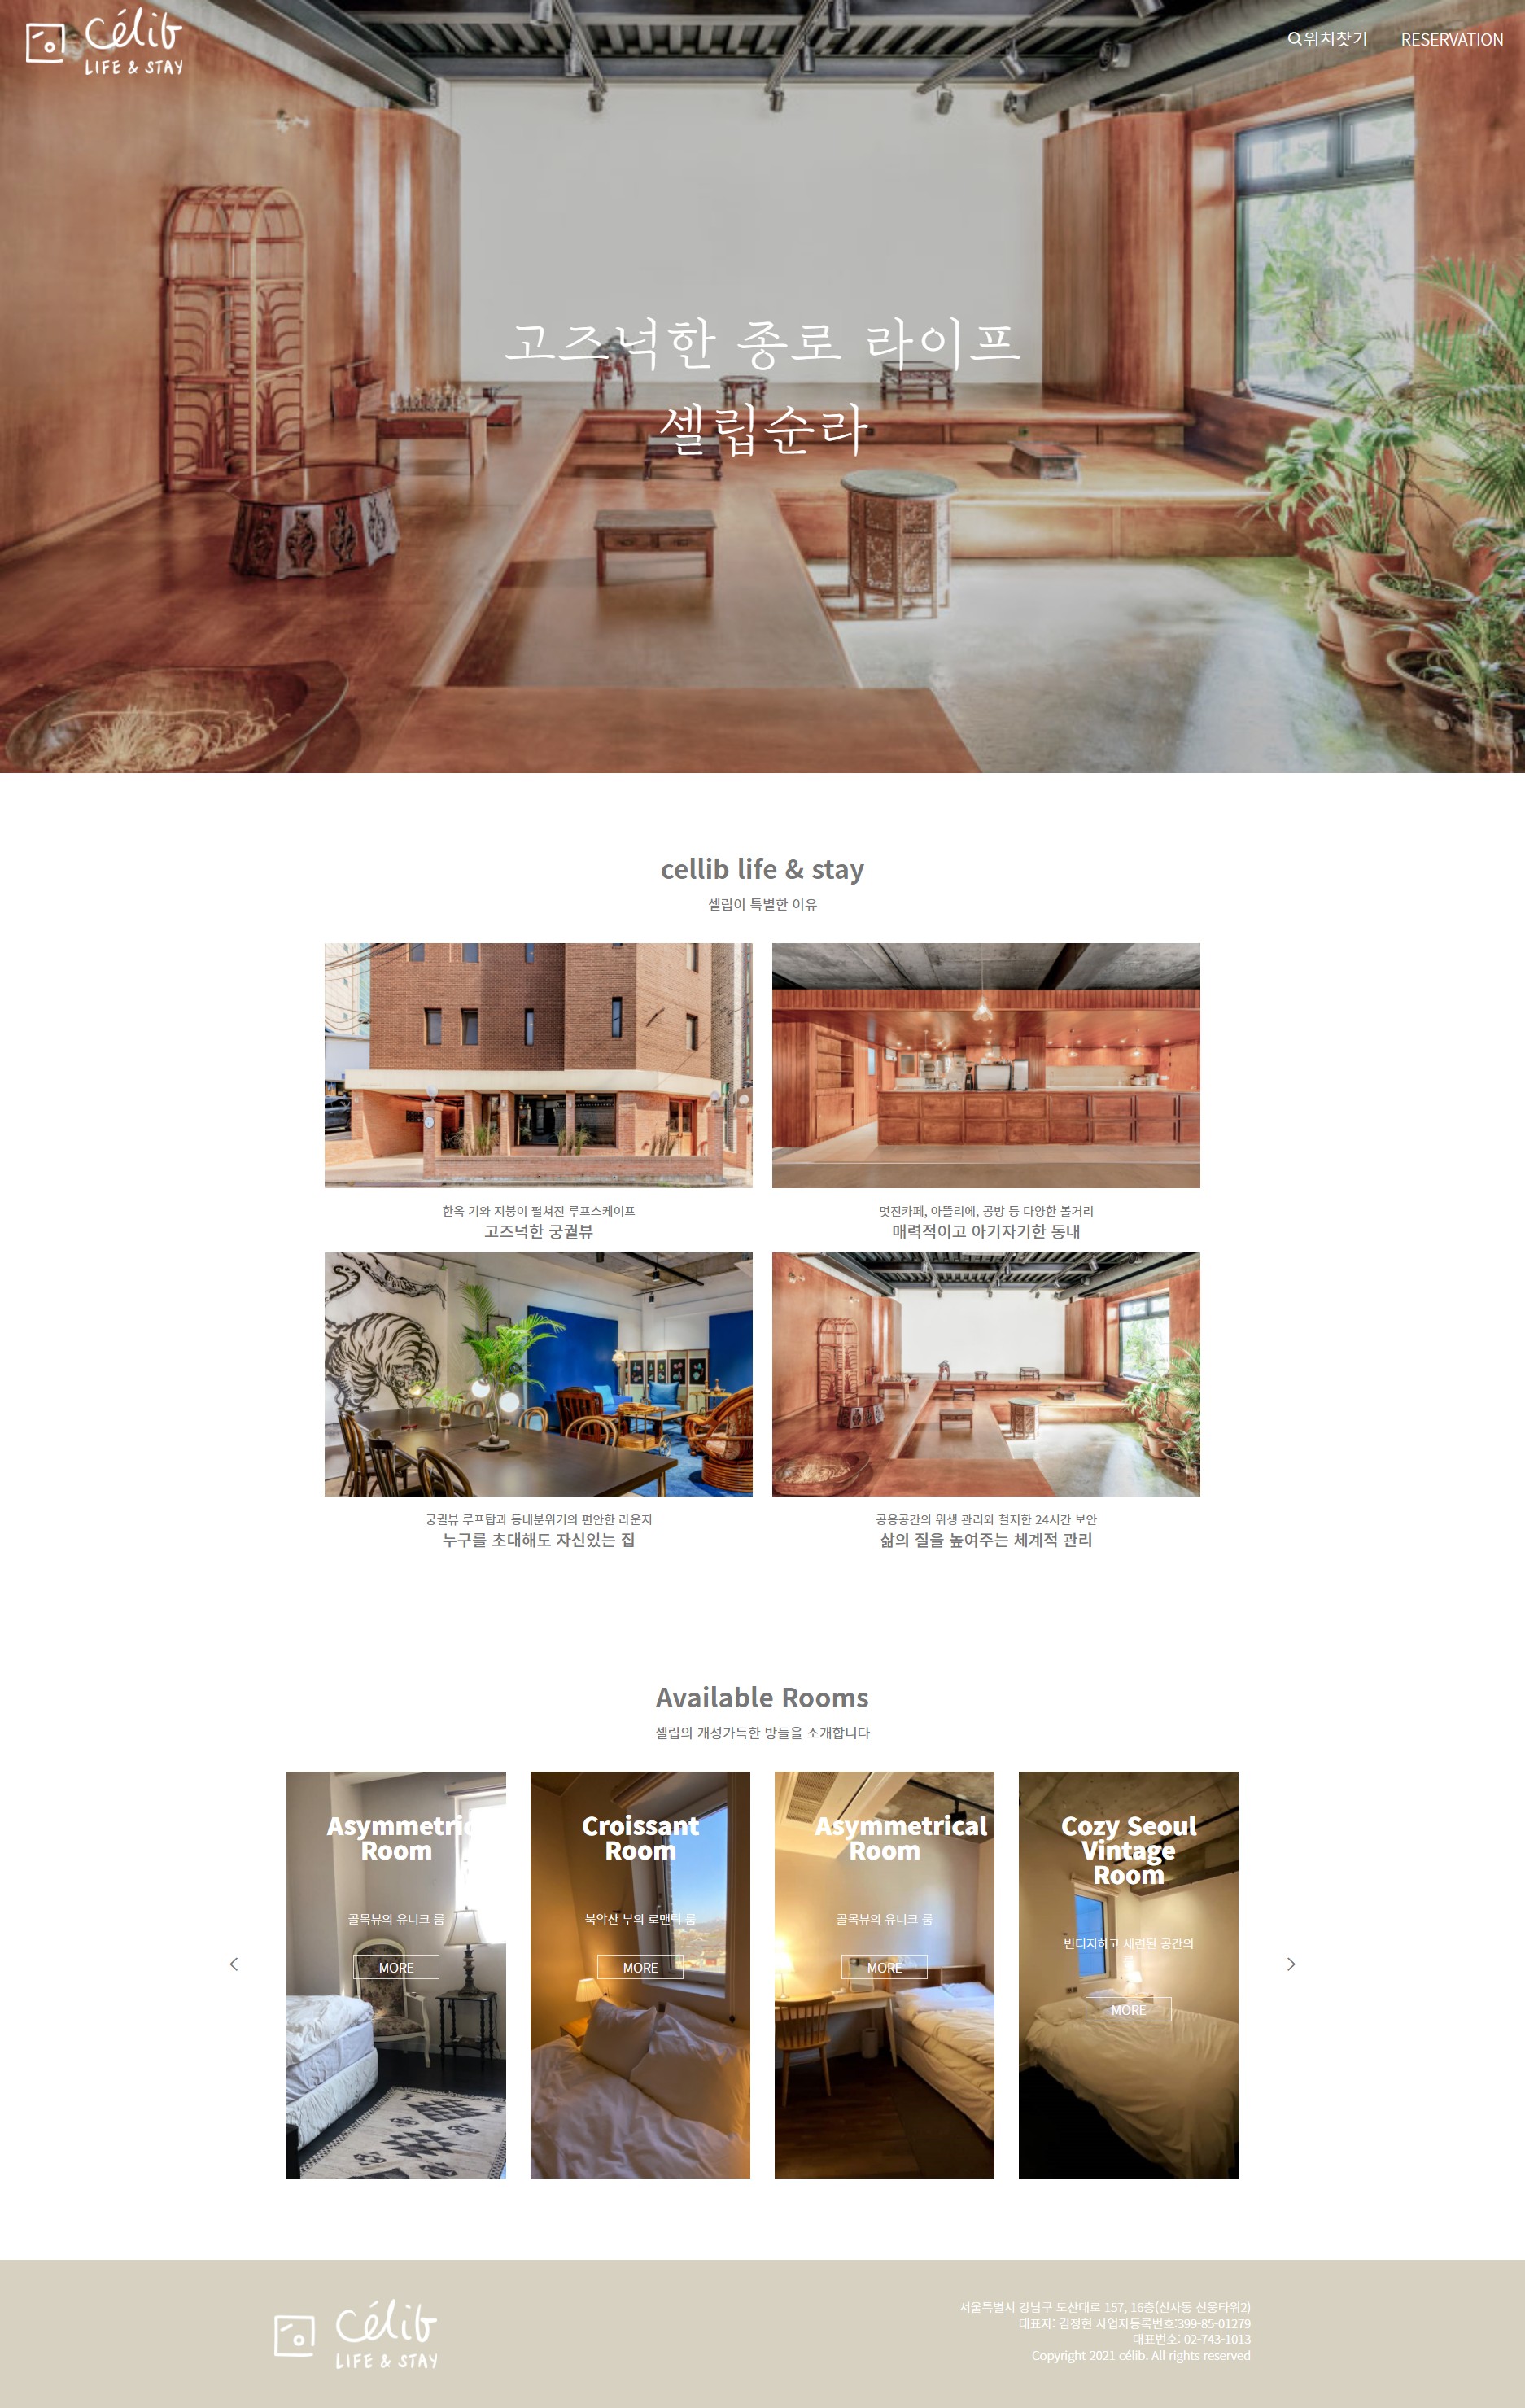 célib
LIFE & STAY
위치찾기
RESERVATION
고즈넉한 종로 라이프
셀립순라
cellib life & stay
셀립이 특별한 이유
한옥 기와 지붕이 펼쳐진 루프스케이프
고즈넉한 궁궐뷰
멋진카페, 아뜰리에, 공방 등 다양한 볼거리
매력적이고 아기자기한 동내
궁궐뷰 루프탑과 동내분위기의 편안한 라운지
누구를 초대해도 자신있는 집
공용공간의 위생 관리와 철저한 24시간 보안
삶의 질을 높여주는 체계적 관리
Available Rooms
셀립의 개성가득한 방들을 소개합니다
Asymmetric
Room
골목뷰의 유니크 룸
MORE
Croissant
Room
북악산 부의 로맨틱 룸
MORE
Asymmetrical
Room
골목뷰의 유니크 룸
MORE
Cozy Seoul
Vintage
Room
빈티지하고 세련된 공간의
MORE
célib
LIFE & STAY
서울특별시 강남구 도산대로 157, 16층(신사동 신웅타워2)
대표자: 김정현 사업자등록번호:399-85-01279
대표번호: 02-743-1013
Copyright 2021 célib. All rights reserved